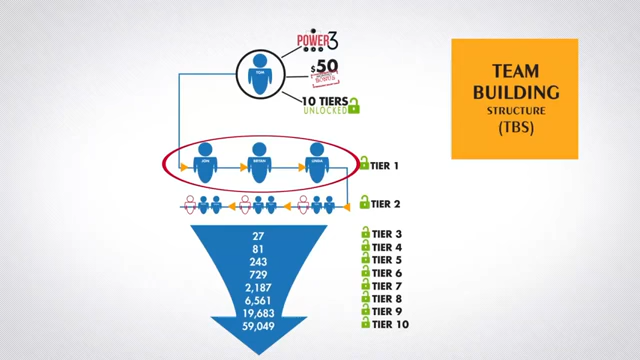 POWER3
$50
BONUS
TOM
10 TIERS
UNLOCKED
TEAM
BUILDING
STRUCTURE
(TBS)
JON
BRYAN
LINDA
TIER 1
TIER 2
27
TIER 3
81
TIER 4
243
TIER 5
729
TIER 6
2,187
TIER 7
6,561
TIER 8
19,683
TIER 9
59,049
TIER 10